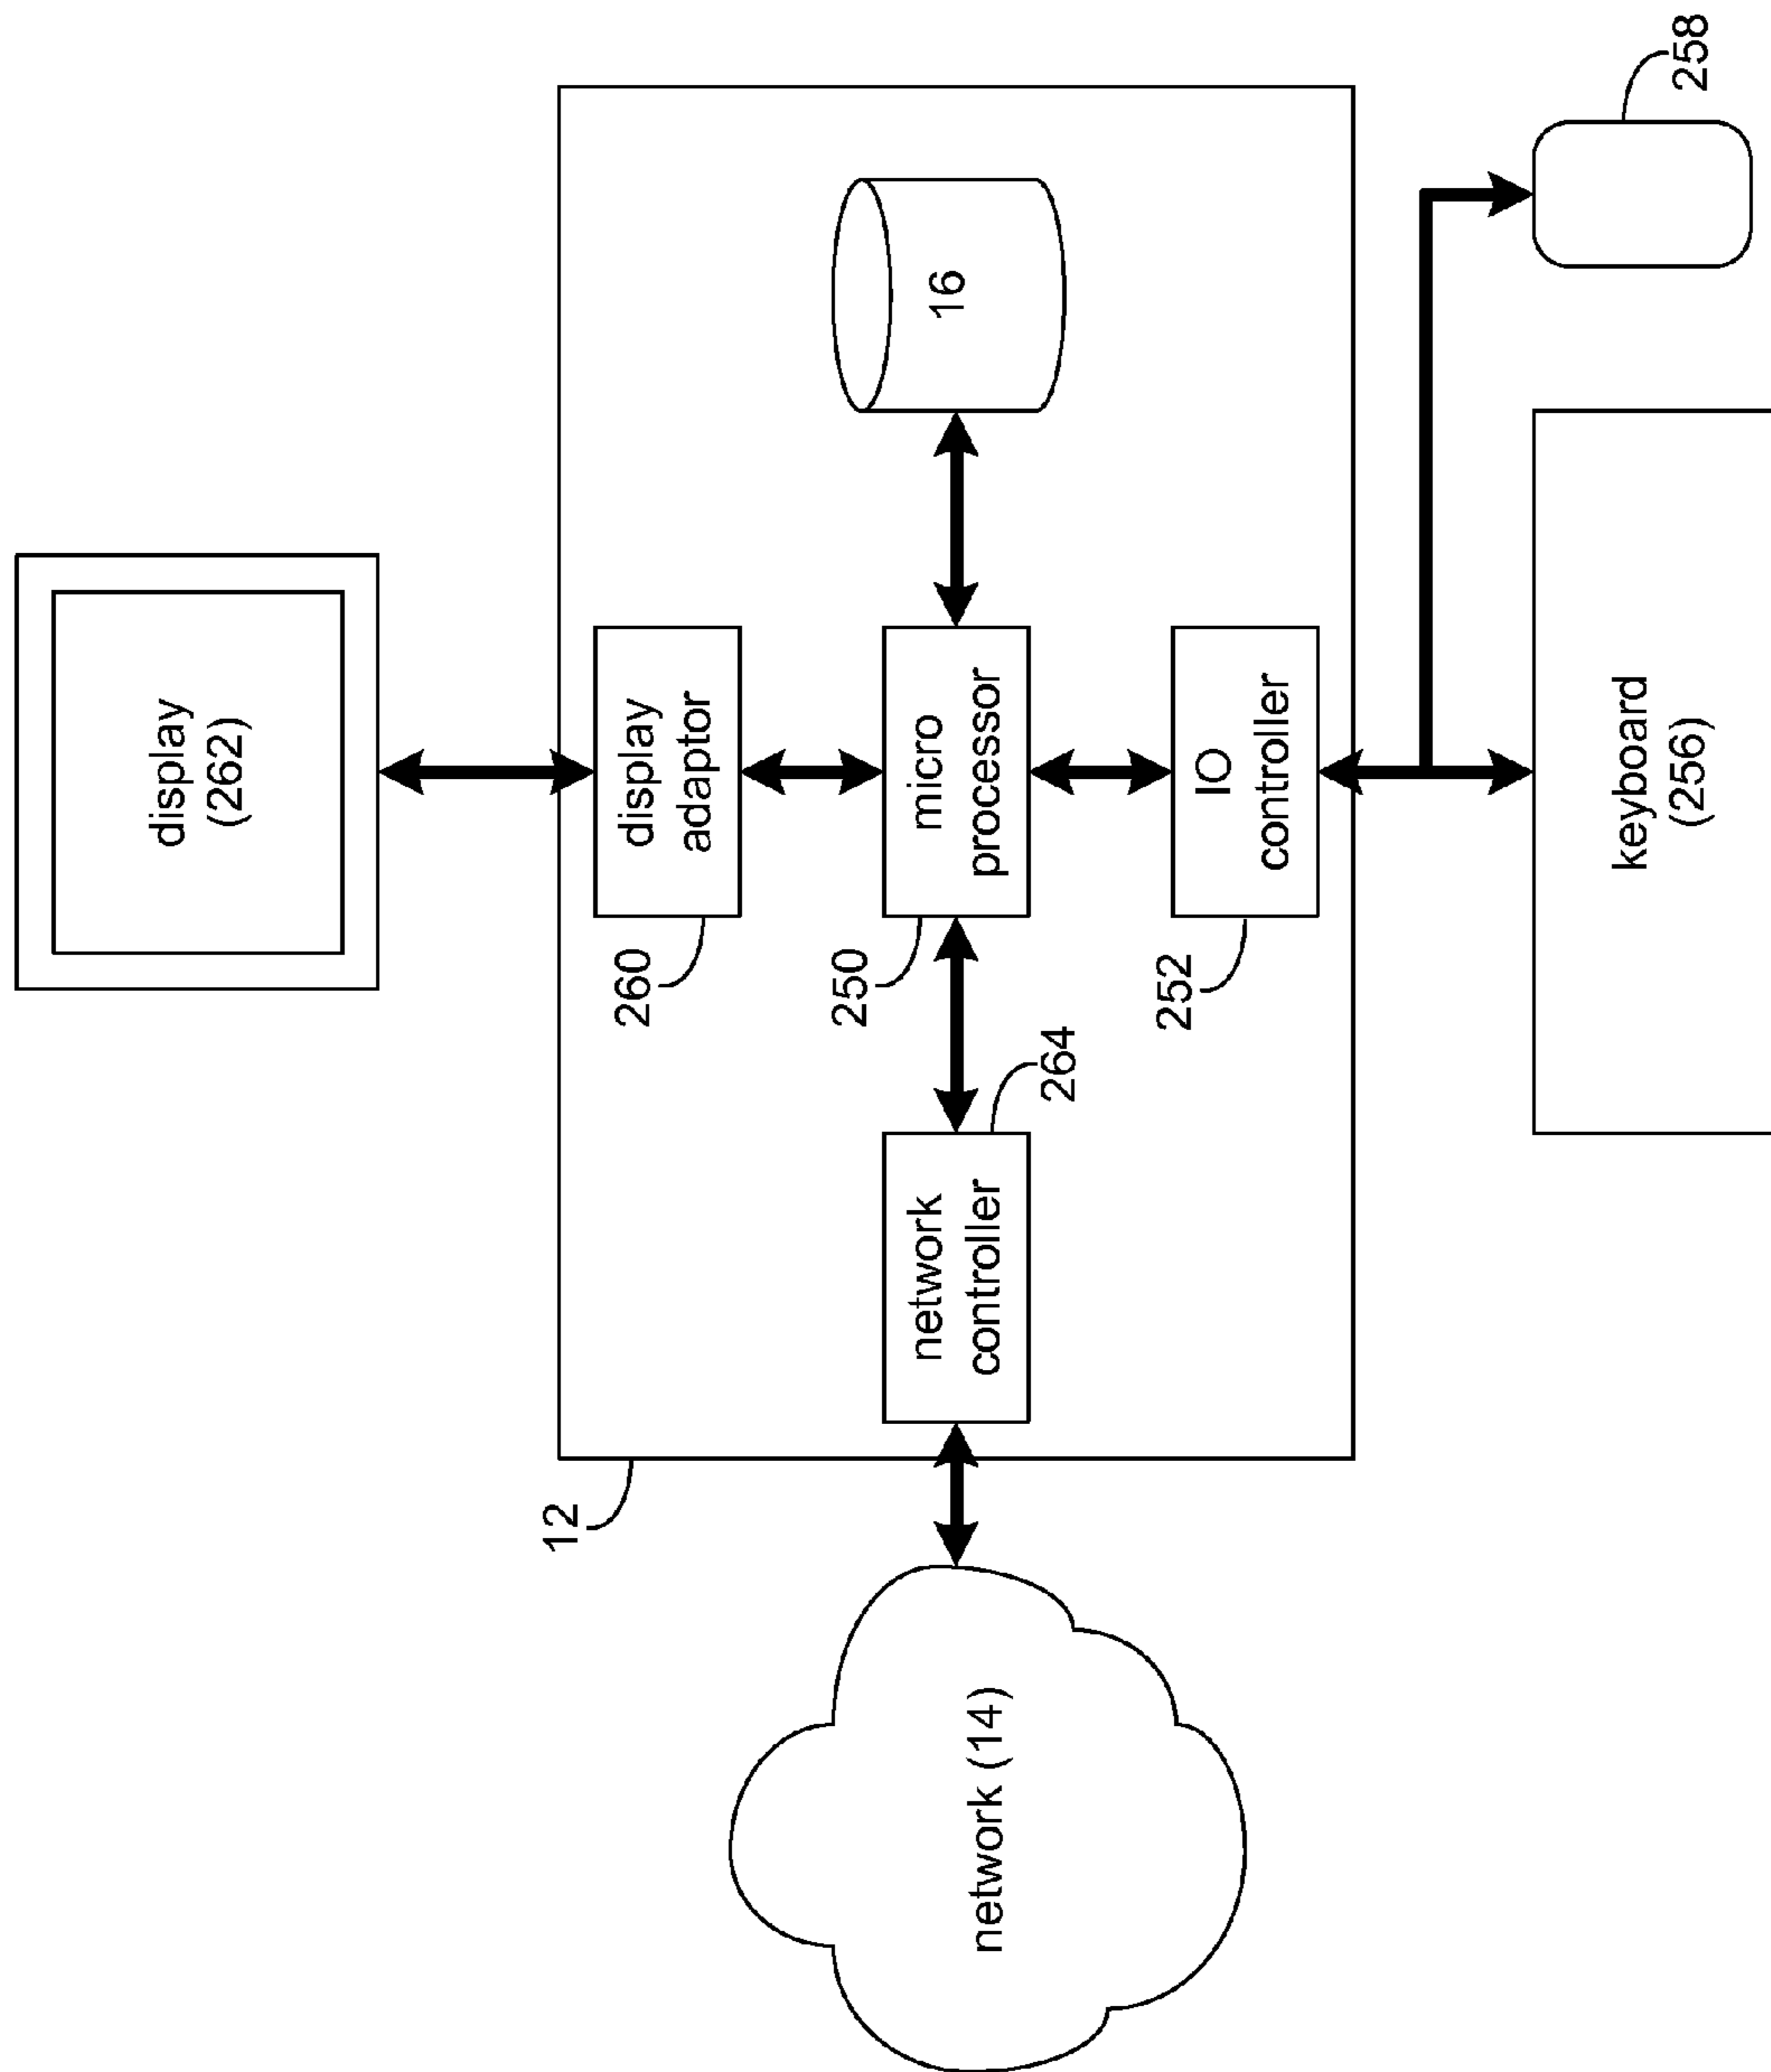 display
(262)
12
260
display
adaptor
network (14)
network
controller
264
250
micro
processor
16
252
IO
controller
keyboard
(256)
258